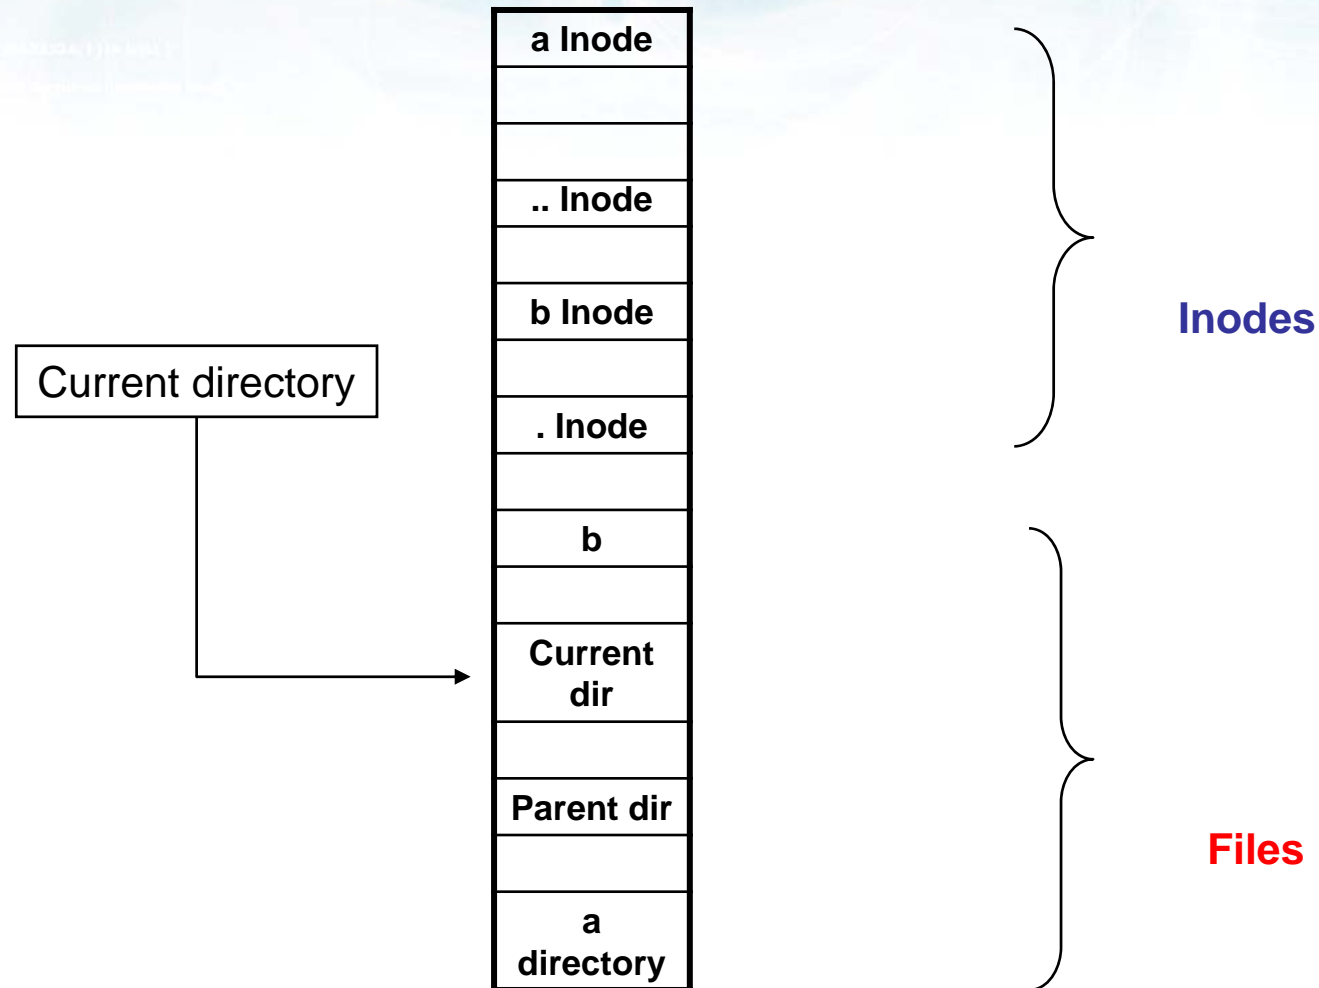 a Inode
.. Inode
b Inode
Inodes
Current directory
. Inode
b
Current
dir
Parent dir
Files
a
directory